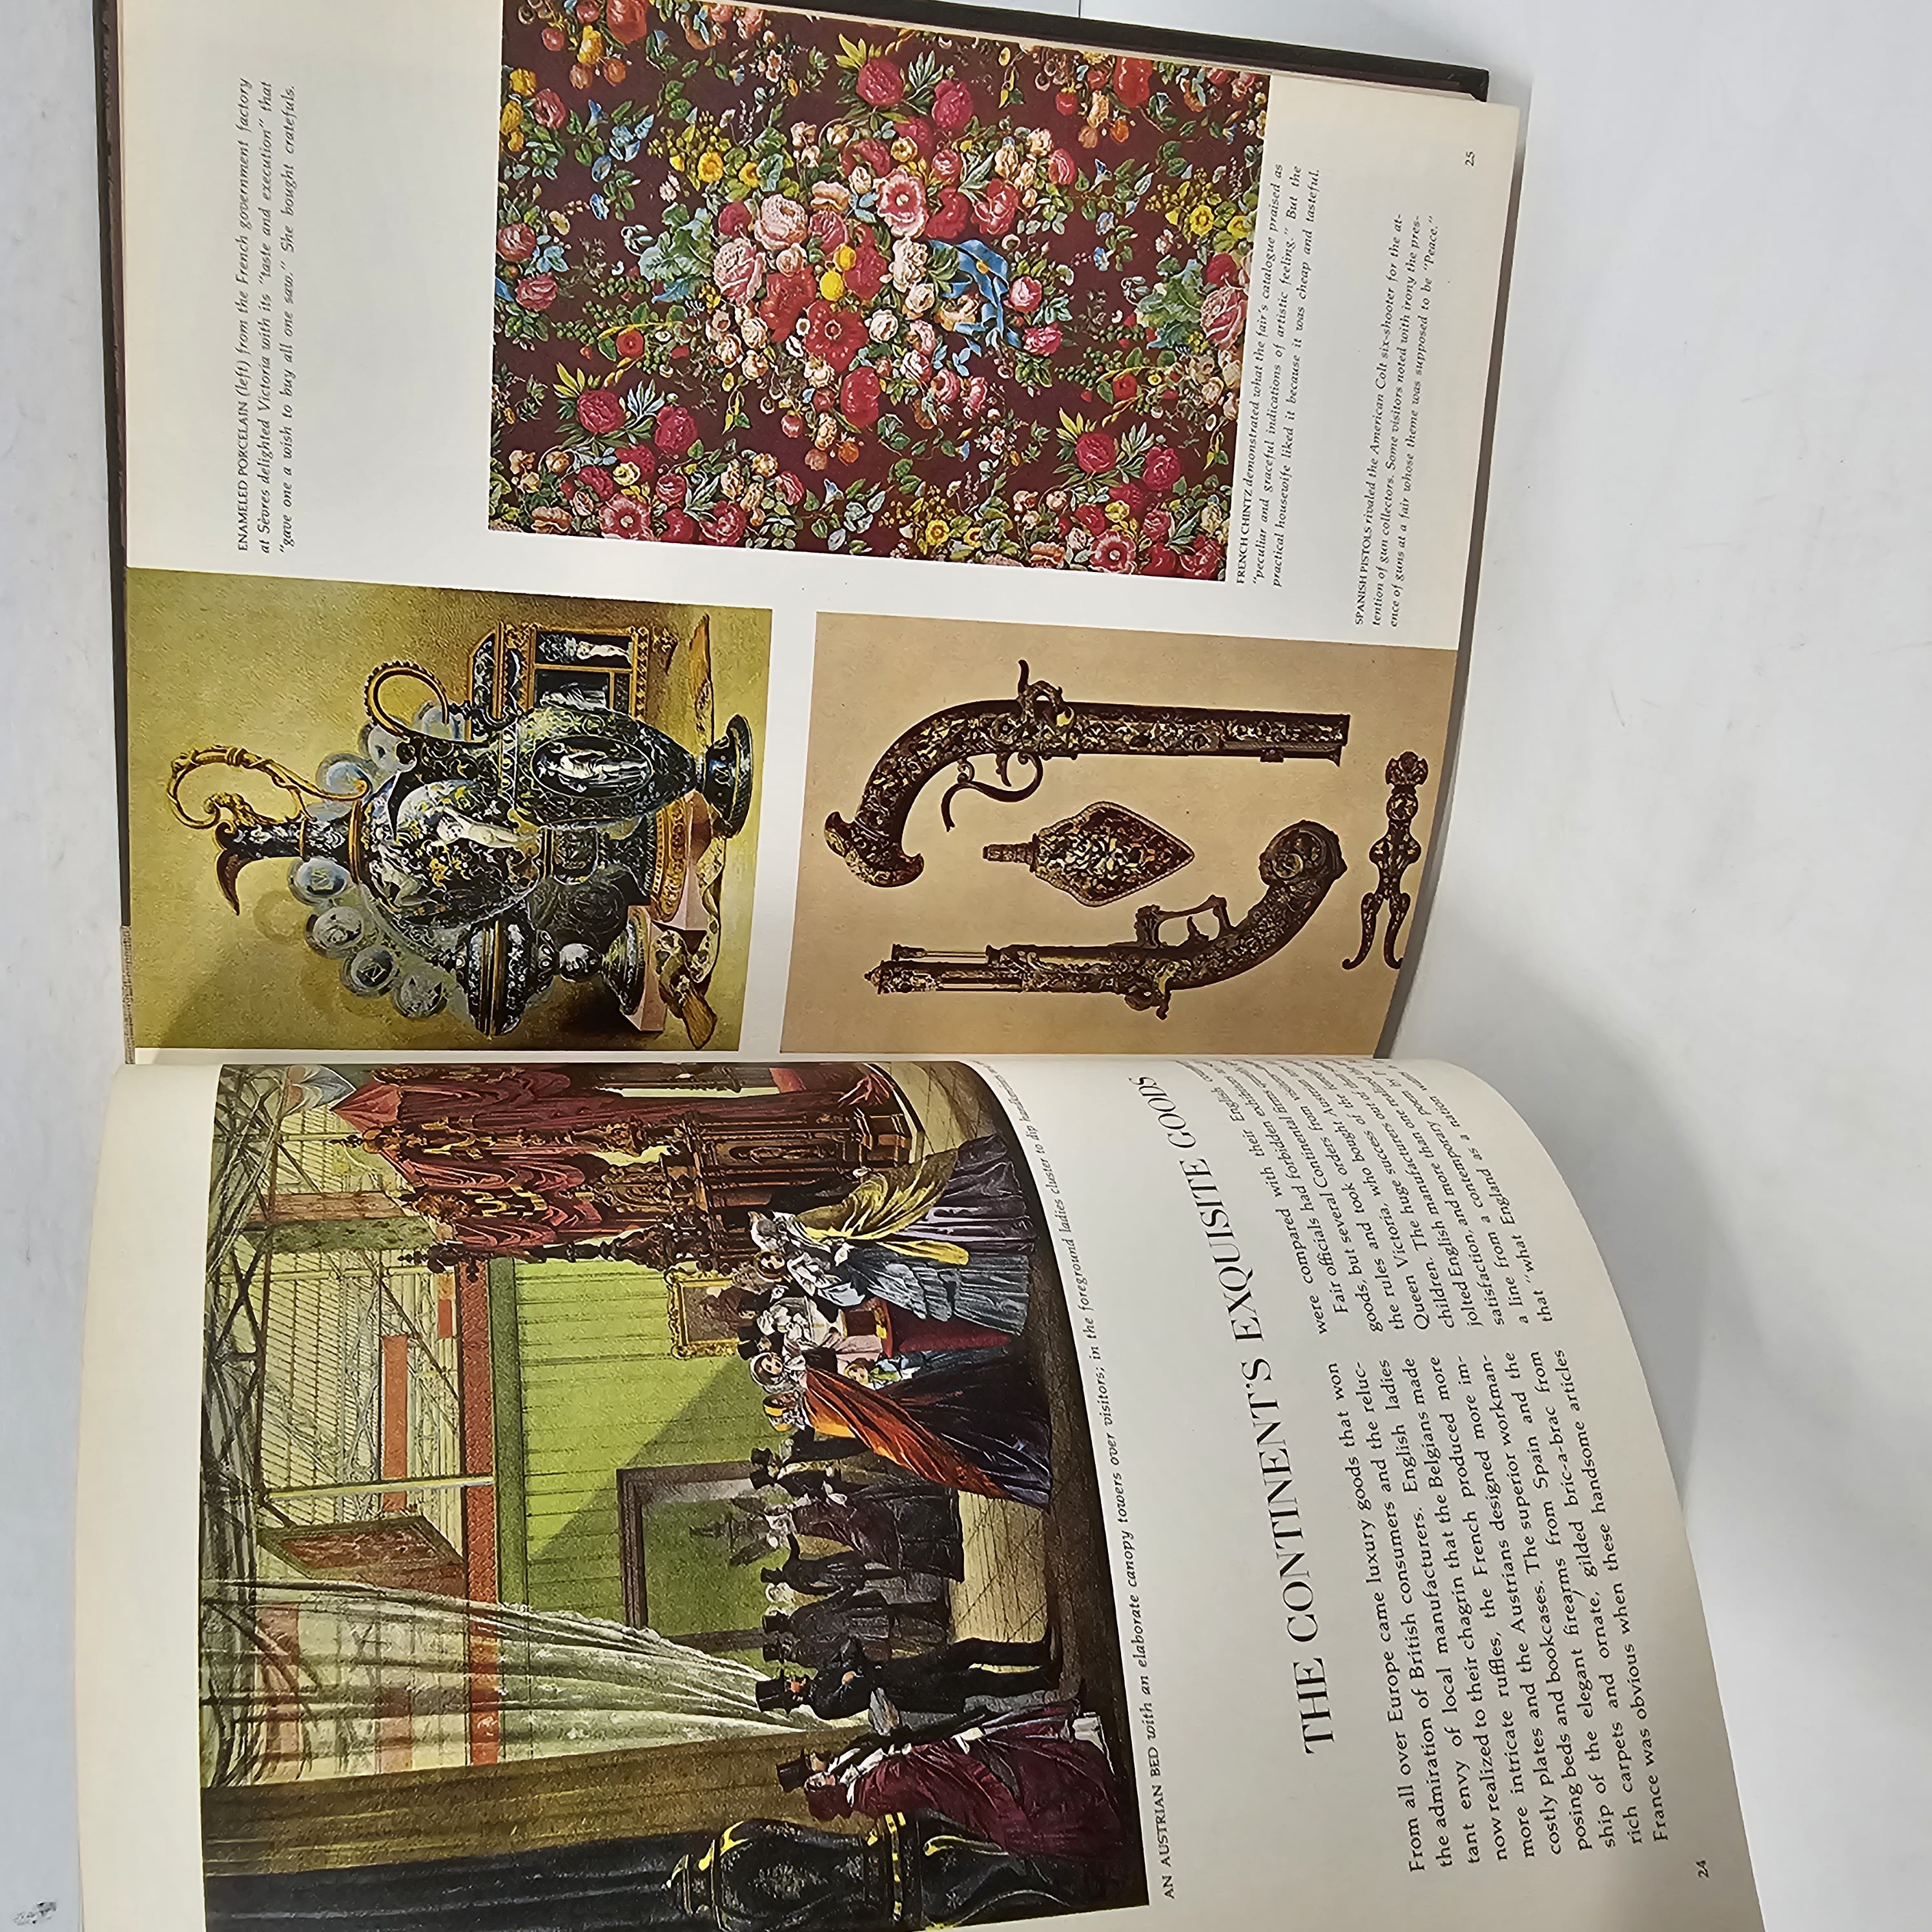 AN AUSTRIAN BED with an elaborate canopy towers over visitors; in the foreground ladies cluster to dip handkerchiefs
THE CONTINENT'S EXQUISITE GOODS
From all over Europe came luxury goods that won
the admiration of British consumers and the reluc-
tant envy of local manufacturers. English ladies
now realized to their chagrin that the Belgians made
more intricate ruffles, the French produced more
costly plates and the Austrians designed more im-
posing beds and bookcases. The superior workman-
ship of the elegant firearms from Spain and the
rich carpets and ornate, gilded bric-a-brac from
France was obvious when these handsome articles
were compared with their English
Fair officials had forbidden exhibitors
goods, but several Continental firms
the rules and took orders from visitors
Queen Victoria, who bought Austrian
children. The huge success of the foreign
jolted English manufacturers out of their
satisfaction, and more than one realized the
a line from a contemporary poem by
that "what England as a nation wants
24
ENAMELED PORCELAIN (left) from the French government factory
at Sèvres delighted Victoria with its "taste and execution" that
"gave one a wish to buy all one saw." She bought cratefuls.
FRENCH CHINTZ demonstrated what the fair's catalogue praised as
"peculiar and graceful indications of artistic feeling." But the
practical housewife liked it because it was cheap and tasteful.
SPANISH PISTOLS rivaled the American Colt six-shooter for the at-
tention of gun collectors. Some visitors noted with irony the pres-
ence of guns at a fair whose theme was supposed to be "Peace."
25